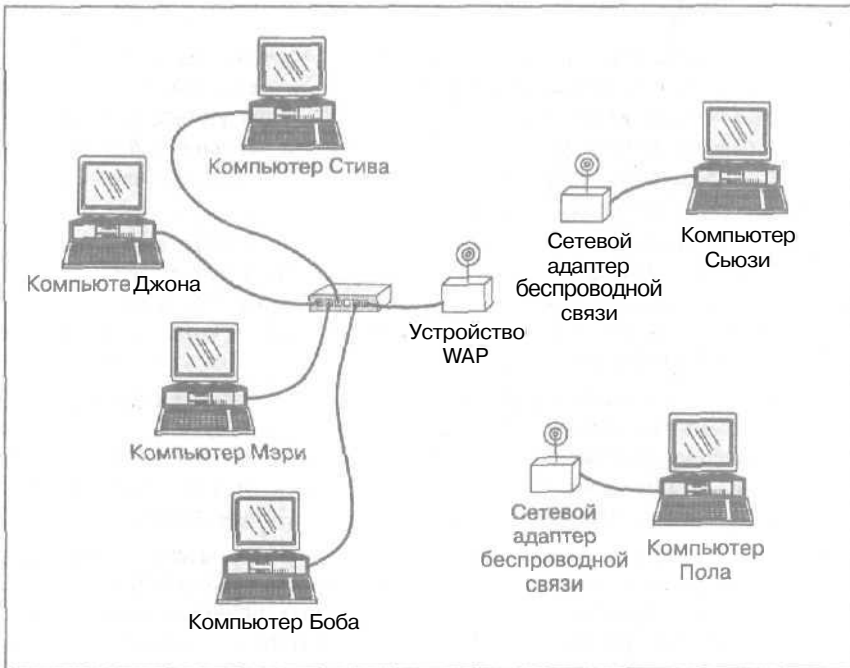 Компьютер Стива
Компьюте Джона
Компьютер Мэри
Компьютер Боба
Устройство
WAP
Сетевой
адаптер
беспроводной
связи
Компьютер
Сьюзи
Сетевой
адаптер
беспроводной
связи
Компьютер
Пола